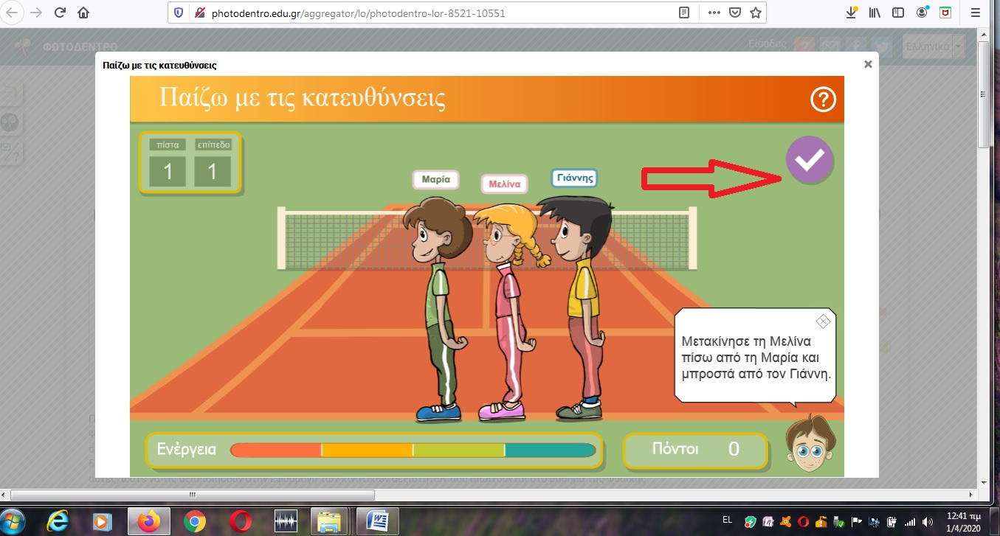 photodentro.edu.gr/aggregator/lo/photodentro-lor-8521-10551
ΦΩΤΟΔΕΝΤΡΟ
Είσοδος
Ελληνικά
Παίζω με τις κατευθύνσεις
Παίζω με τις κατευθύνσεις
πίστα επίπεδο
1 1
Μαρία
Μελίνα
Γιάννης
Μετακίνησε τη Μελίνα
πίσω από τη Μαρία και
μπροστά από τον Γιάννη.
Ενέργεια
Πόντοι 0
EL
12:41 πμ
1/4/2020